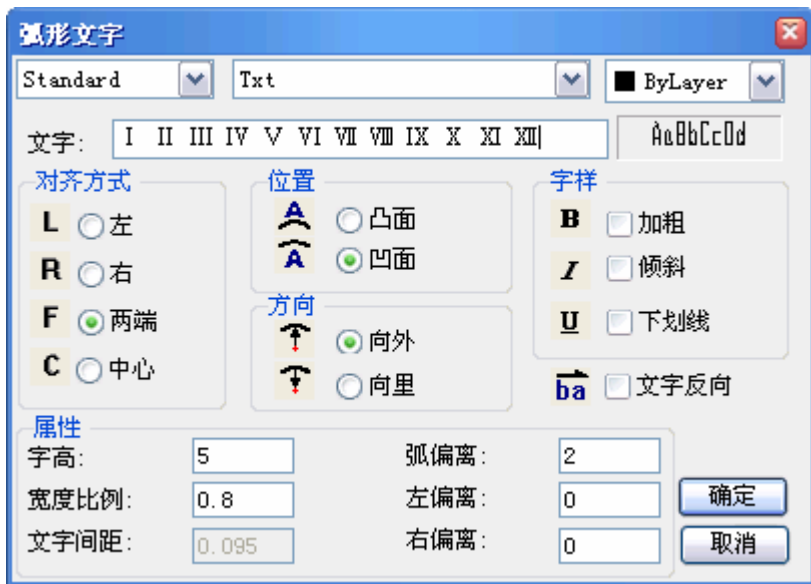 弧形文字
Standard Txt ByLayer
文字: I II III IV V VI VII VIII IX X XI XII AaBbCcDd
对齐方式 位置 字样
L 左 A 凸面 B 加粗
R 右 A 凹面 I 倾斜
F 两端 方向 U 下划线
C 中心 向外
向里 ba 文字反向
属性
字高: 5 弧偏离: 2
宽度比例: 0.8 左偏离: 0 确定
文字间距: 0.095 右偏离: 0 取消